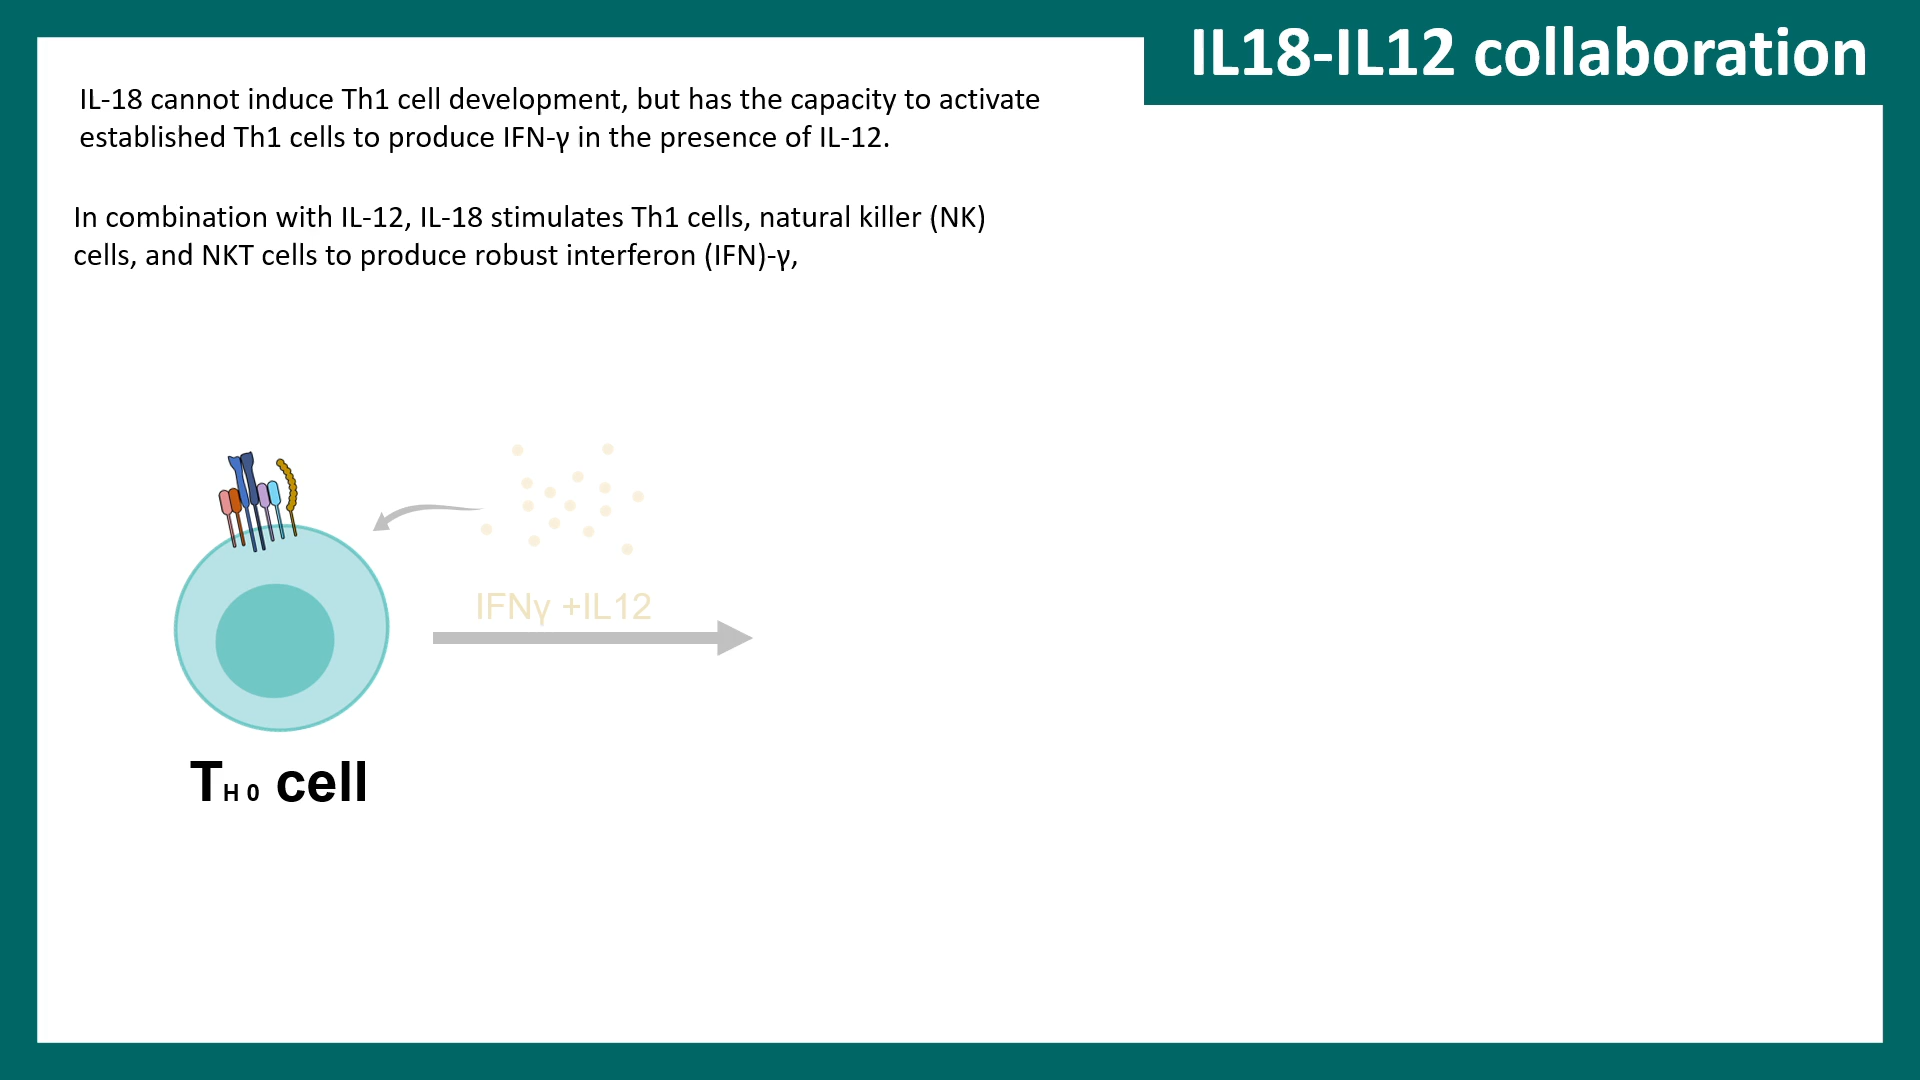 IL18-IL12 collaboration
IL-18 cannot induce Th1 cell development, but has the capacity to activate
established Th1 cells to produce IFN-γ in the presence of IL-12.
In combination with IL-12, IL-18 stimulates Th1 cells, natural killer (NK)
cells, and NKT cells to produce robust interferon (IFN)-γ,
IFNγ +IL12
TH 0 cell